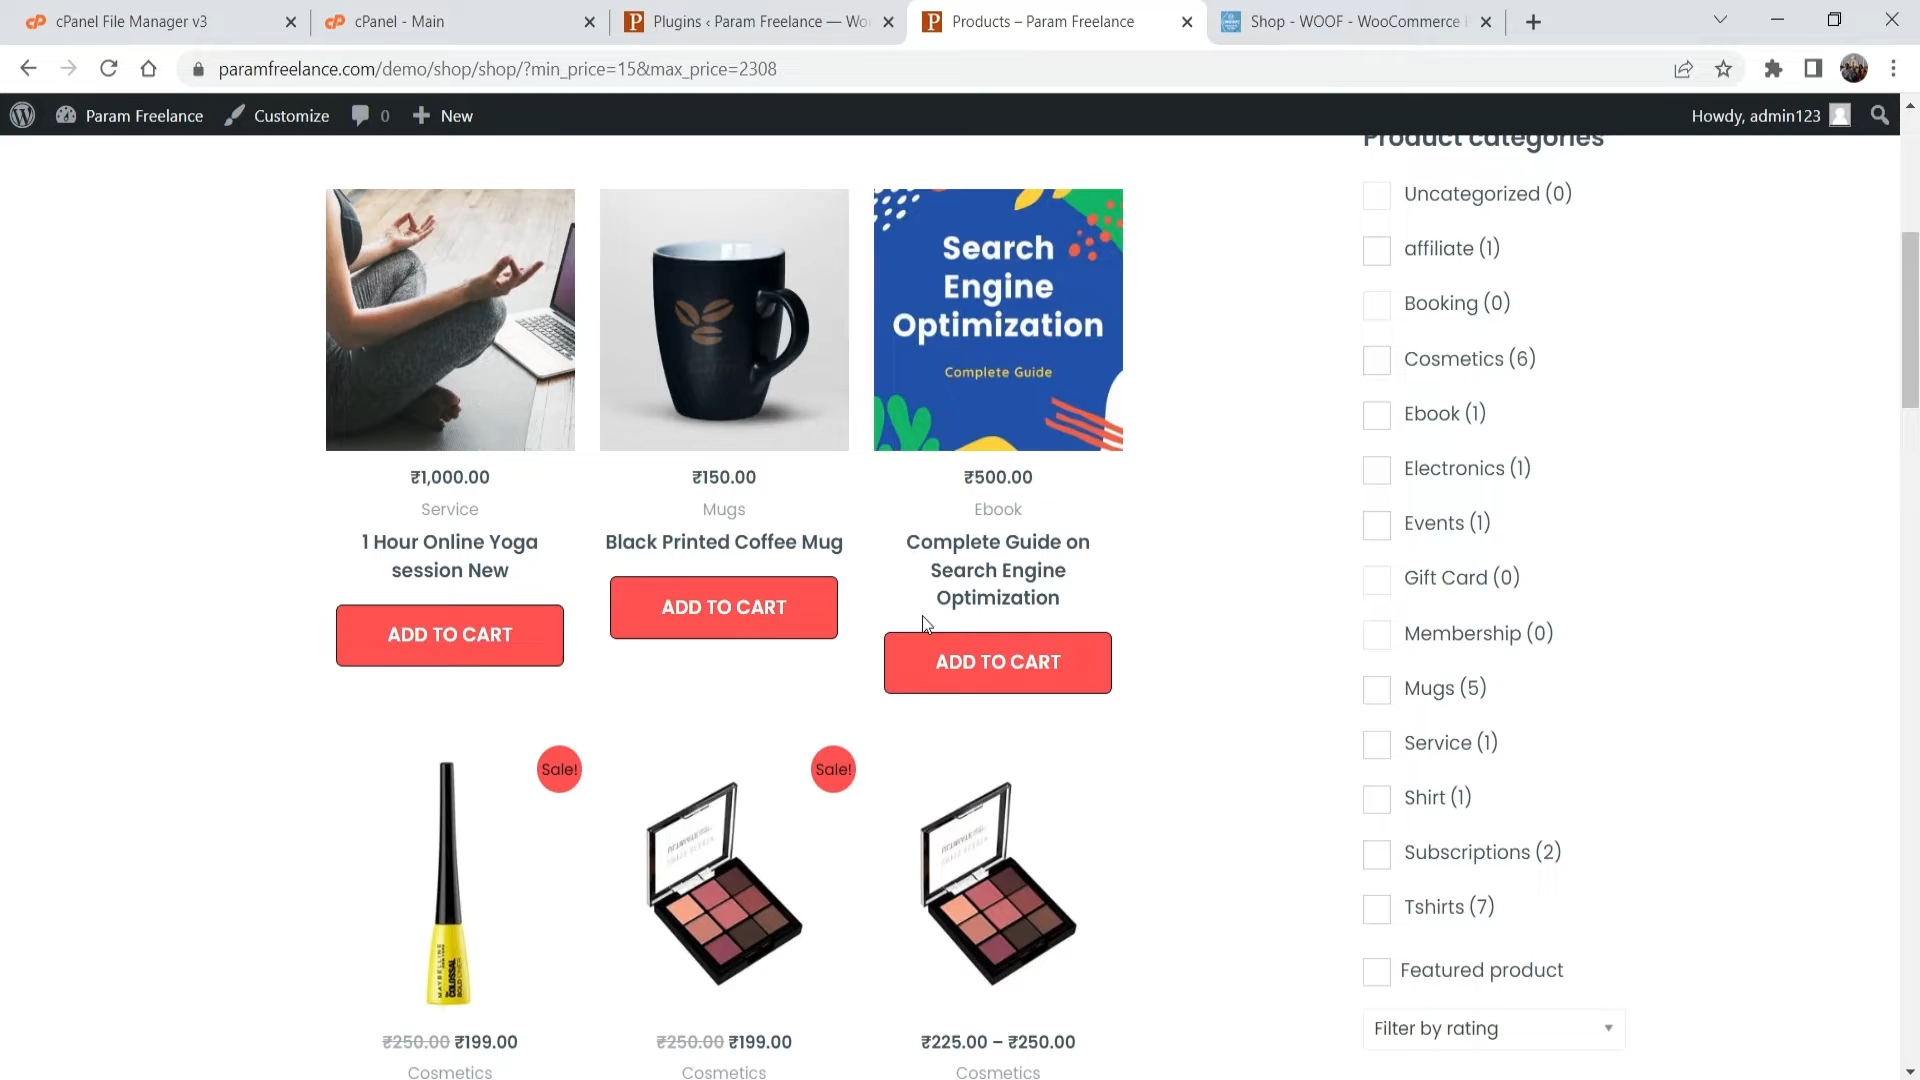 cPanel File Manager v3
cPanel - Main
Plugins ‹ Param Freelance — Wo
Products – Param Freelance
Shop - WOOF - WooCommerce
paramfreelance.com/demo/shop/shop/?min_price=15&max_price=2308
Param Freelance
Customize
0
New
Howdy, admin123
Product categories
Uncategorized (0)
affiliate (1)
Booking (0)
Cosmetics (6)
Ebook (1)
Electronics (1)
Events (1)
Gift Card (0)
Membership (0)
Mugs (5)
Service (1)
Shirt (1)
Subscriptions (2)
Tshirts (7)
Featured product
Filter by rating
Search
Engine
Optimization
Complete Guide
₹1,000.00
Service
1 Hour Online Yoga
session New
ADD TO CART
₹150.00
Mugs
Black Printed Coffee Mug
ADD TO CART
₹500.00
Ebook
Complete Guide on
Search Engine
Optimization
ADD TO CART
Sale!
MAYBELLINE
COLOSSAL
₹250.00 ₹199.00
Cosmetics
Sale!
₹250.00 ₹199.00
Cosmetics
₹225.00 – ₹250.00
Cosmetics